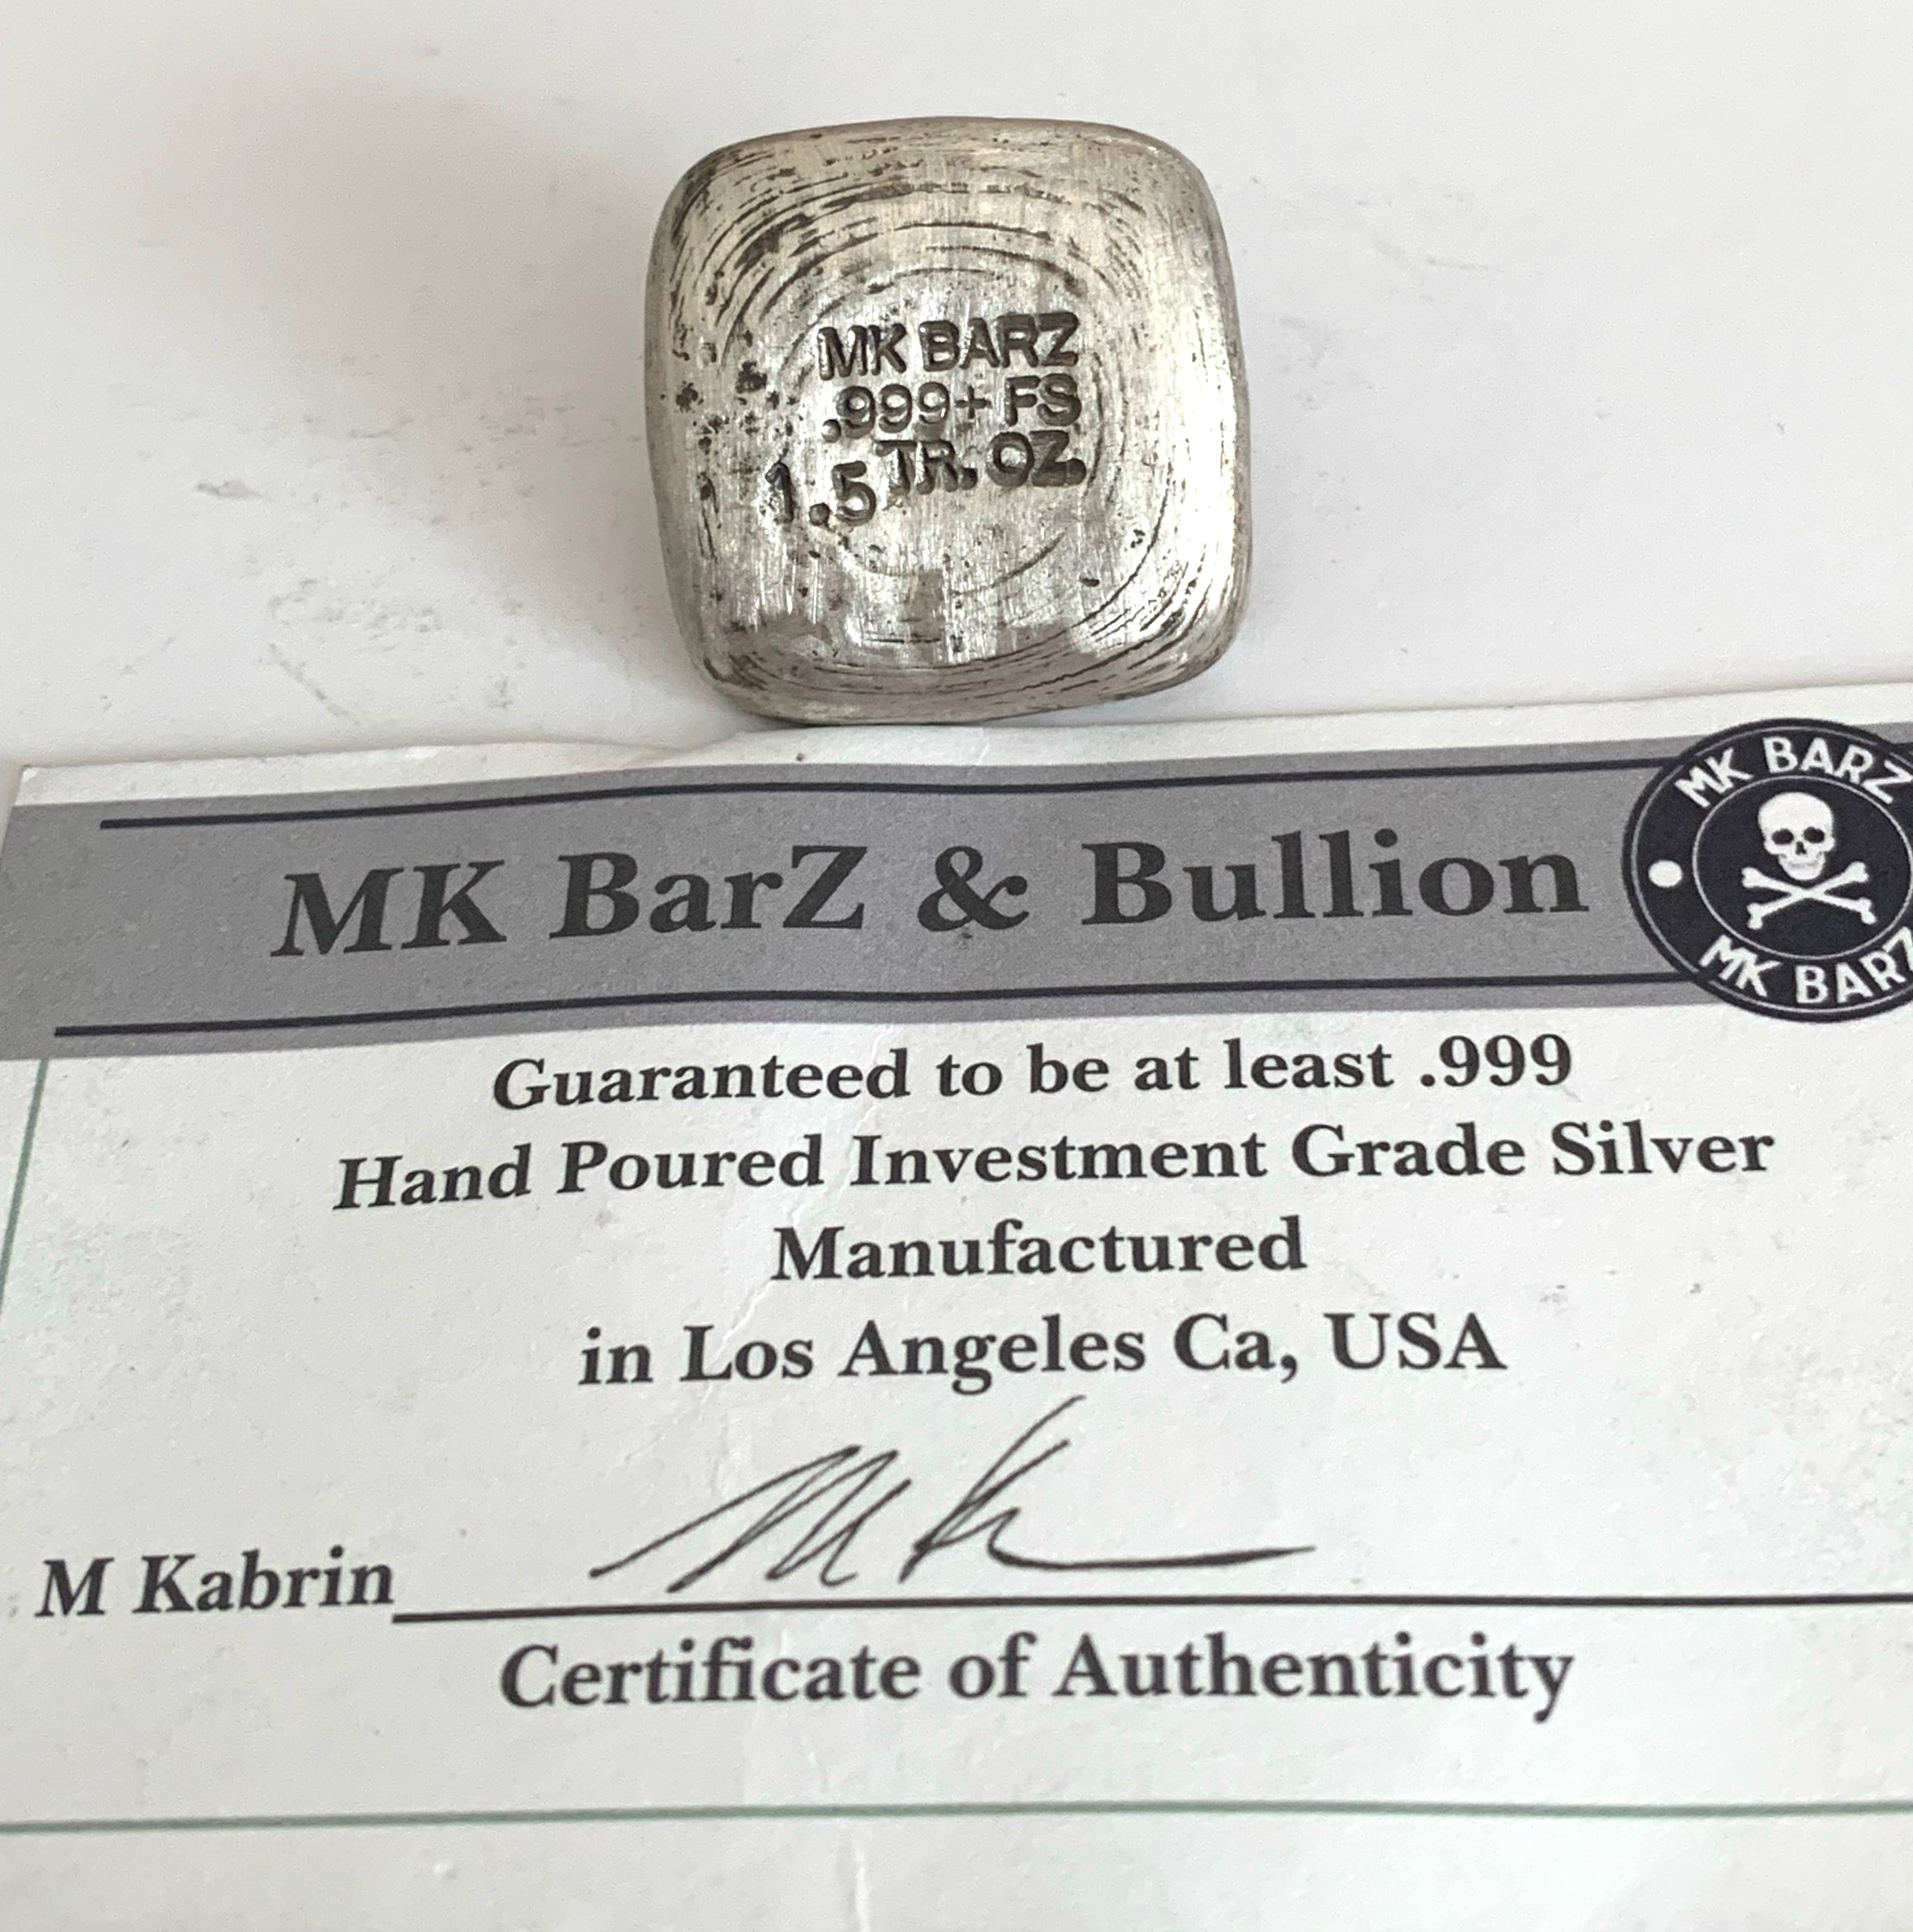 MK BARZ
.999+ FS
1.5 TR. OZ.
MK BarZ & Bullion
MK BARZ
MK BARZ
Guaranteed to be at least .999
Hand Poured Investment Grade Silver
Manufactured
in Los Angeles Ca, USA
MK
M Kabrin
Certificate of Authenticity